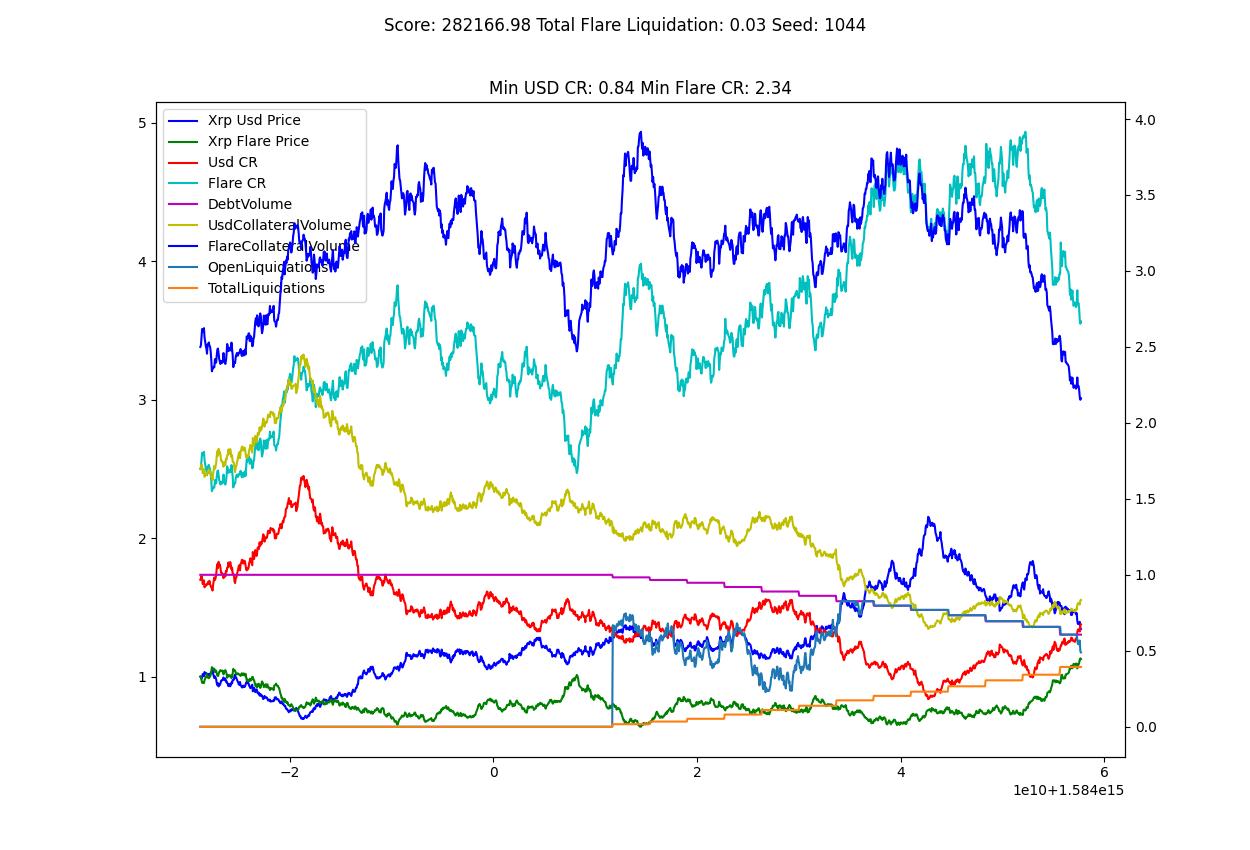 Score: 282166.98 Total Flare Liquidation: 0.03 Seed: 1044
Min USD CR: 0.84 Min Flare CR: 2.34
Xrp Usd Price
Xrp Flare Price
Usd CR
Flare CR
DebtVolume
UsdCollateralVolume
FlareCollateralVolume
OpenLiquidations
TotalLiquidations
5
4
3
2
1
4.0
3.5
3.0
2.5
2.0
1.5
1.0
0.5
0.0
−2 0 2 4 6
1e10+1.584e15